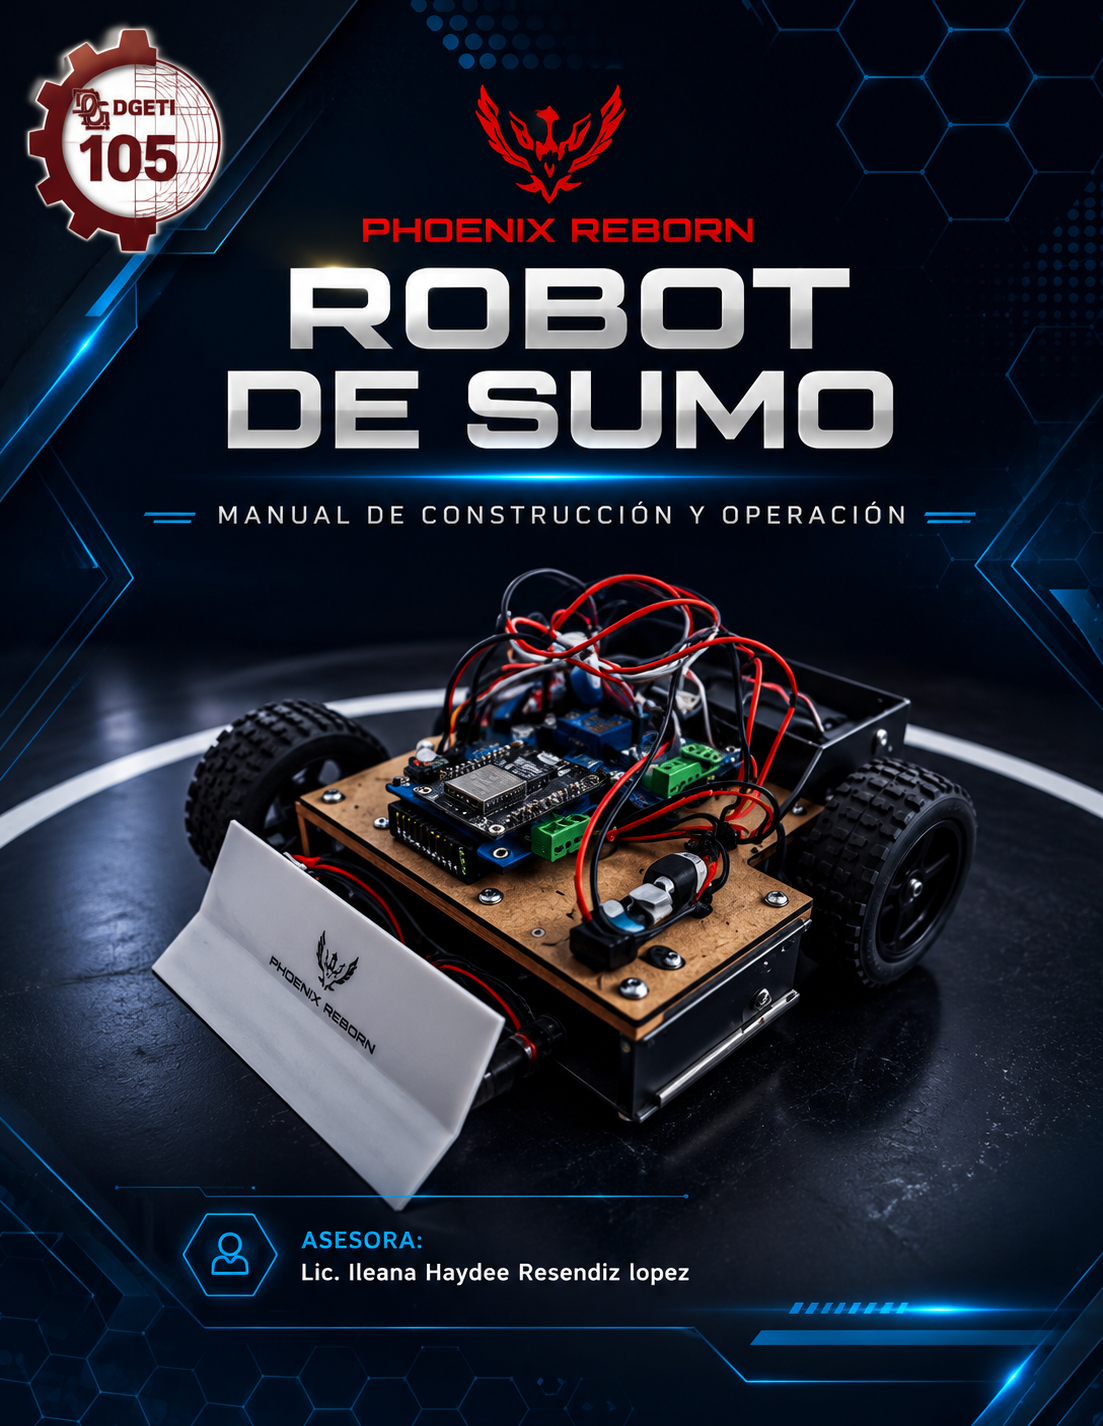 DGETI
105
PHOENIX REBORN
ROBOT
DE SUMO
MANUAL DE CONSTRUCCIÓN Y OPERACIÓN
PHOENIX REBORN
ASESORA:
Lic. Ileana Haydee Resendiz lopez